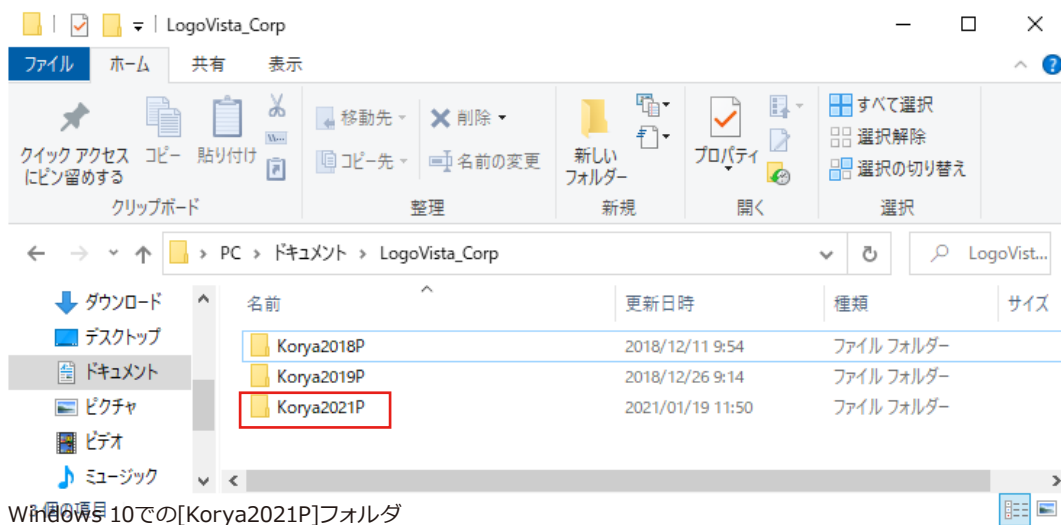 LogoVista_Corp
ファイル ホーム 共有 表示
クイック アクセス
にピン留めする
コピー
貼り付け
クリップボード
移動先
コピー先
削除
名前の変更
整理
新しい
フォルダー
新規
プロパティ
開く
すべて選択
選択解除
選択の切り替え
選択
PC › ドキュメント › LogoVista_Corp
LogoVist...
ダウンロード
デスクトップ
ドキュメント
ピクチャ
ビデオ
ミュージック
名前 更新日時 種類 サイズ
Korya2018P 2018/12/11 9:54 ファイル フォルダー
Korya2019P 2018/12/26 9:14 ファイル フォルダー
Korya2021P 2021/01/19 11:50 ファイル フォルダー
3 個の項目
Windows 10での[Korya2021P]フォルダ